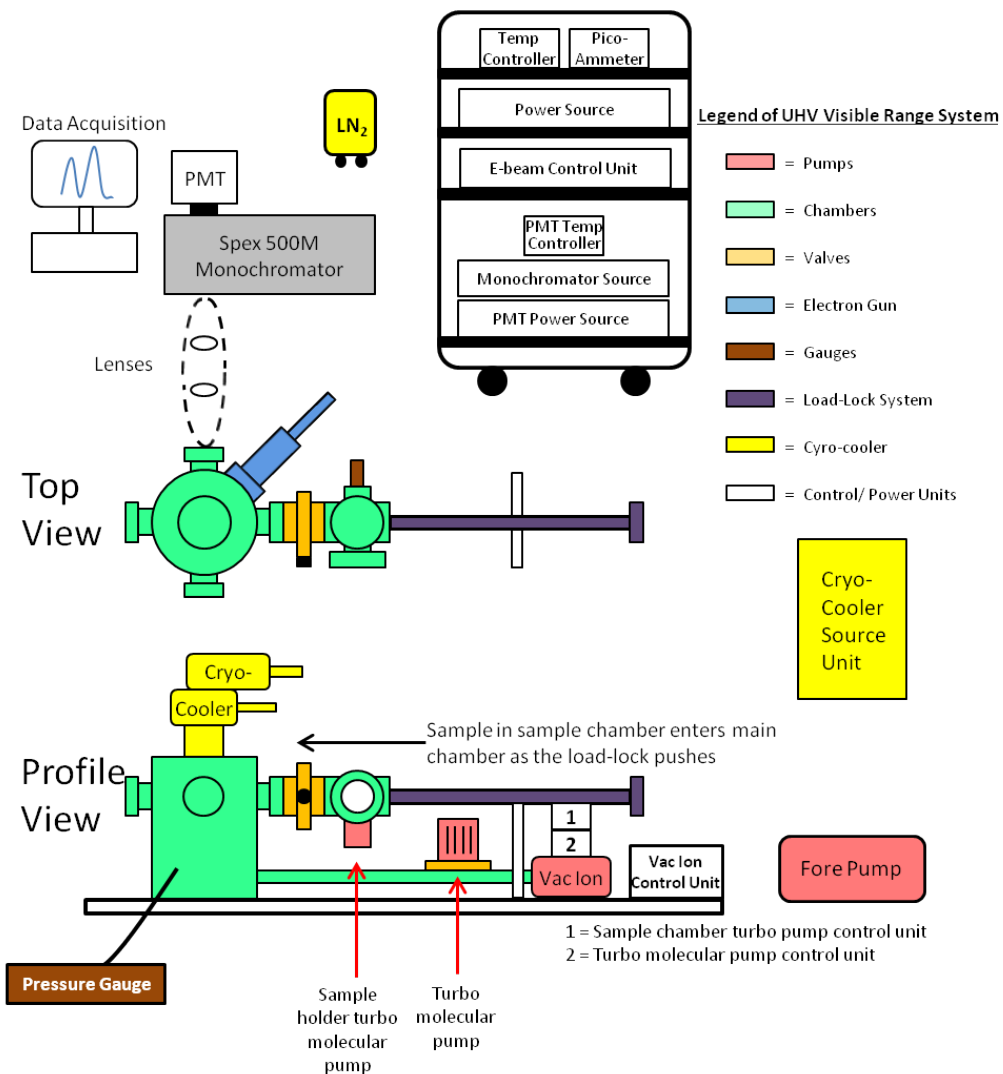 Temp
Controller
Pico-
Ammeter
Power Source
E-beam Control Unit
PMT Temp
Controller
Monochromator Source
PMT Power Source
LN2
Data Acquisition
PMT
Spex 500M
Monochromator
Lenses
Legend of UHV Visible Range System
= Pumps
= Chambers
= Valves
= Electron Gun
= Gauges
= Load-Lock System
= Cyro-cooler
= Control/ Power Units
Top
View
Cryo-
Cooler
Source
Unit
Cryo-
Cooler
Sample in sample chamber enters main
chamber as the load-lock pushes
Profile
View
1
2
Vac Ion
Vac Ion
Control Unit
Fore Pump
1 = Sample chamber turbo pump control unit
2 = Turbo molecular pump control unit
Pressure Gauge
Sample
holder turbo
molecular
pump
Turbo
molecular
pump